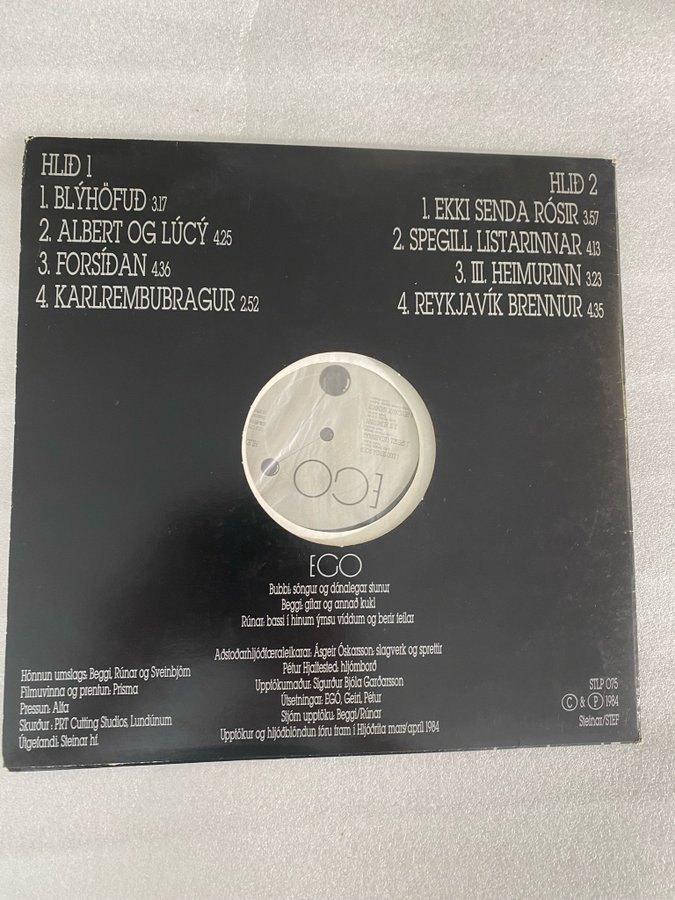 HLIÐ 1
1. BLÝHÖFUÐ 3.17
2. ALBERT OG LÚCÝ 4.25
3. FORSÍÐAN 4.36
4. KARLREMBUBRAGUR 2.52
HLIÐ 2
1. EKKI SENDA RÓSIR 3.57
2. SPEGILL LISTARINNAR 4.13
3. III. HEIMURINN 3.23
4. REYKJAVÍK BRENNUR 4.35
EGO
EGO
Bubbi: söngur og dónalegar stunur
Beggi: gítar og annað kukl
Rúnar: bassi í hinum ýmsu víddum og berir feilar
Aðstoðarhljóðfæraleikarar: Ásgeir Óskarsson: slagverk og sprettir
Pétur Hjaltested: hljómborð
Upptökumaður: Sigurður Bjóla Garðarsson
Útsetningar: EGÓ, Geiri, Pétur
Stjórn upptöku: Beggi/Rúnar
Upptökur og hljóðblöndun fóru fram í Hljóðrita mars/apríl 1984
Hönnun umslags: Beggi, Rúnar og Sveinbjörn
Filmuvinna og prentun: Prisma
Pressun: Alfa
Skurður : PRT Cutting Studios, Lundúnum
Útgefandi: Steinar hf.
STLP 075
© & ℗ 1984
Steinar/STEF